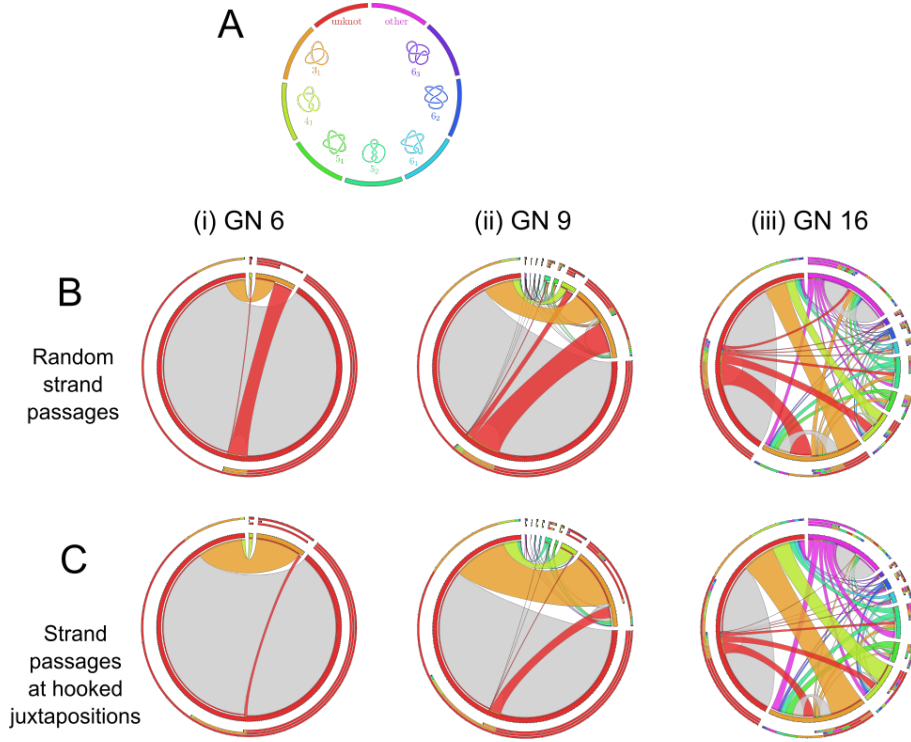 A
unknot other
3₁
6₃
4₁
6₂
5₁
5₂
6₁
(i) GN 6
(ii) GN 9
(iii) GN 16
B
Random
strand
passages
C
Strand
passages
at hooked
juxtapositions